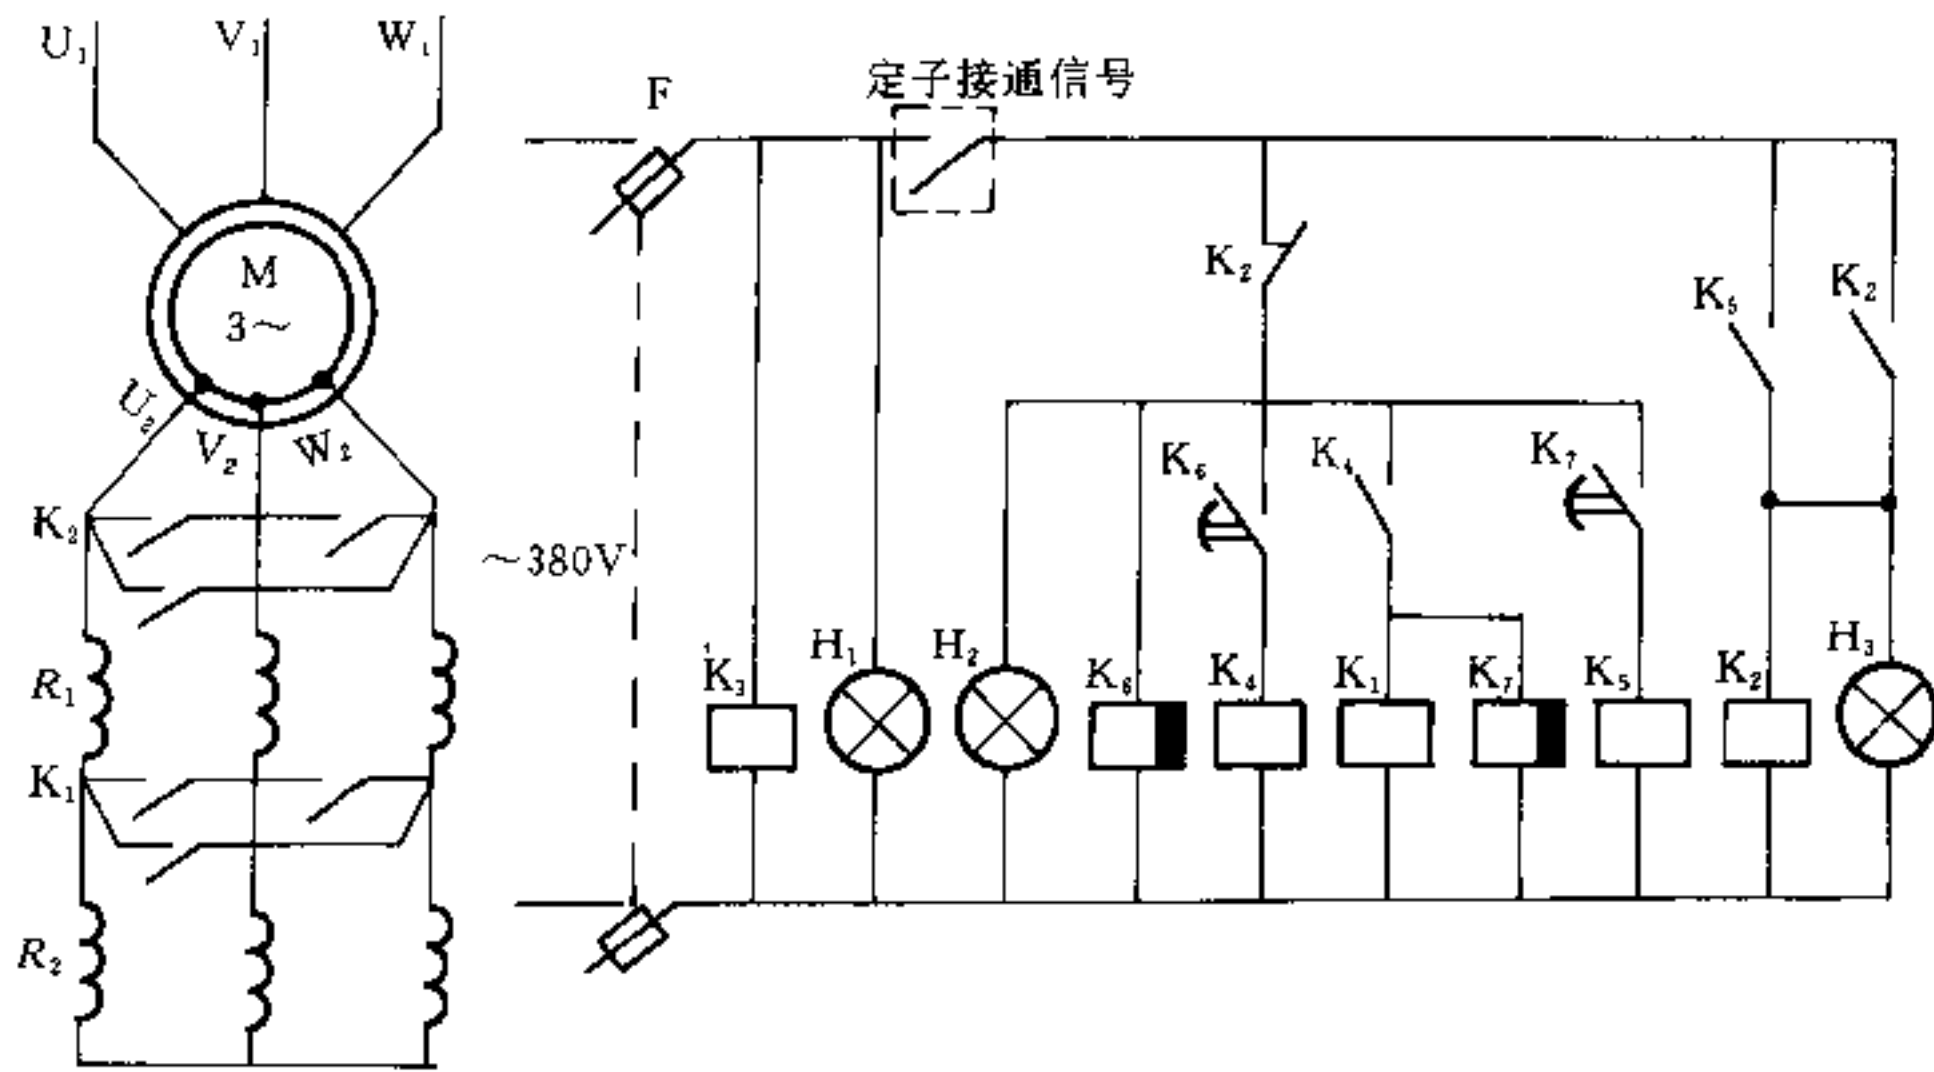 U₁ V₁ W₁
定子接通信号
F
M
3～
K₂
K₅ K₂
U₂ V₂ W₂
K₆ K₄ K₇
K₂
～380V
R₁
K₃ H₁ H₂ K₆ K₄ K₁ K₇ K₅ K₂ H₃
K₁
R₂